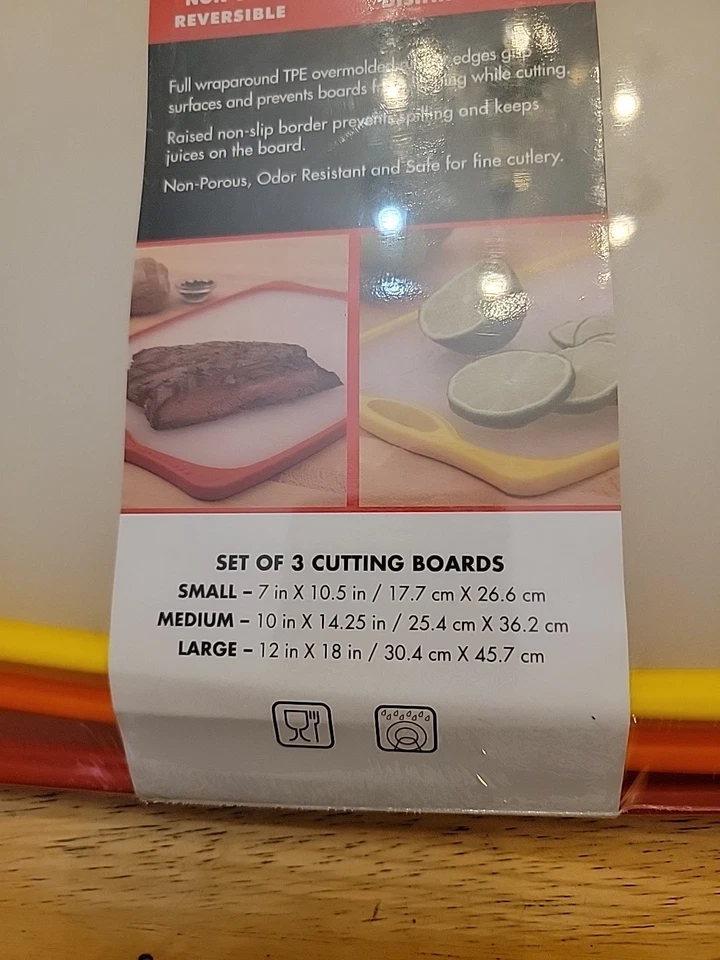 REVERSIBLE
Full wraparound TPE overmolded edges grip
surfaces and prevents boards while cutting.
Raised non-slip border prevents spilling and keeps
juices on the board.
Non-Porous, Odor Resistant and Safe for fine cutlery.
SET OF 3 CUTTING BOARDS
SMALL – 7 in X 10.5 in / 17.7 cm X 26.6 cm
MEDIUM – 10 in X 14.25 in / 25.4 cm X 36.2 cm
LARGE – 12 in X 18 in / 30.4 cm X 45.7 cm